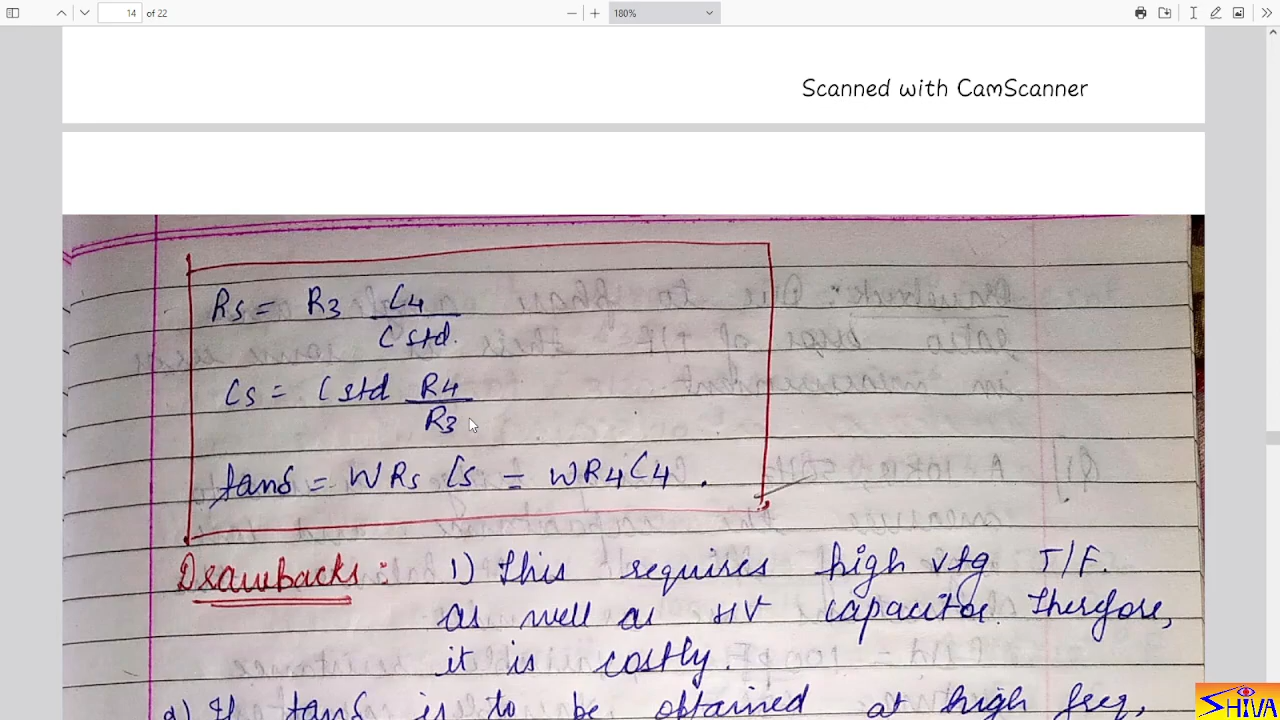 14 of 22
180%
Scanned with CamScanner
Rs = R3 C4
C std.
Cs = C std R4
R3
tanδ = WRs Cs = WR4C4.
Drawbacks: 1) This requires high vtg T/F.
as well as HV capacitor. Therefore,
it is costly.
2) If tanδ is to be obtained at high freq,
SHIVA